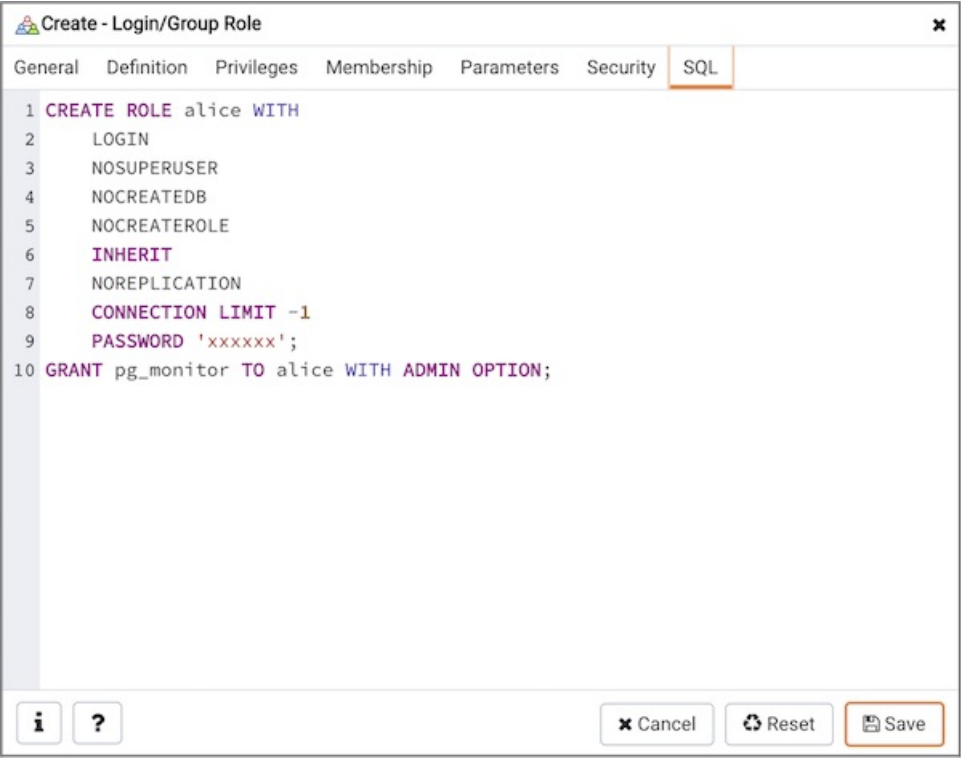 Create - Login/Group Role
General Definition Privileges Membership Parameters Security SQL
1 CREATE ROLE alice WITH
2 LOGIN
3 NOSUPERUSER
4 NOCREATEDB
5 NOCREATEROLE
6 INHERIT
7 NOREPLICATION
8 CONNECTION LIMIT -1
9 PASSWORD 'xxxxxx';
10 GRANT pg_monitor TO alice WITH ADMIN OPTION;
i ? Cancel Reset Save